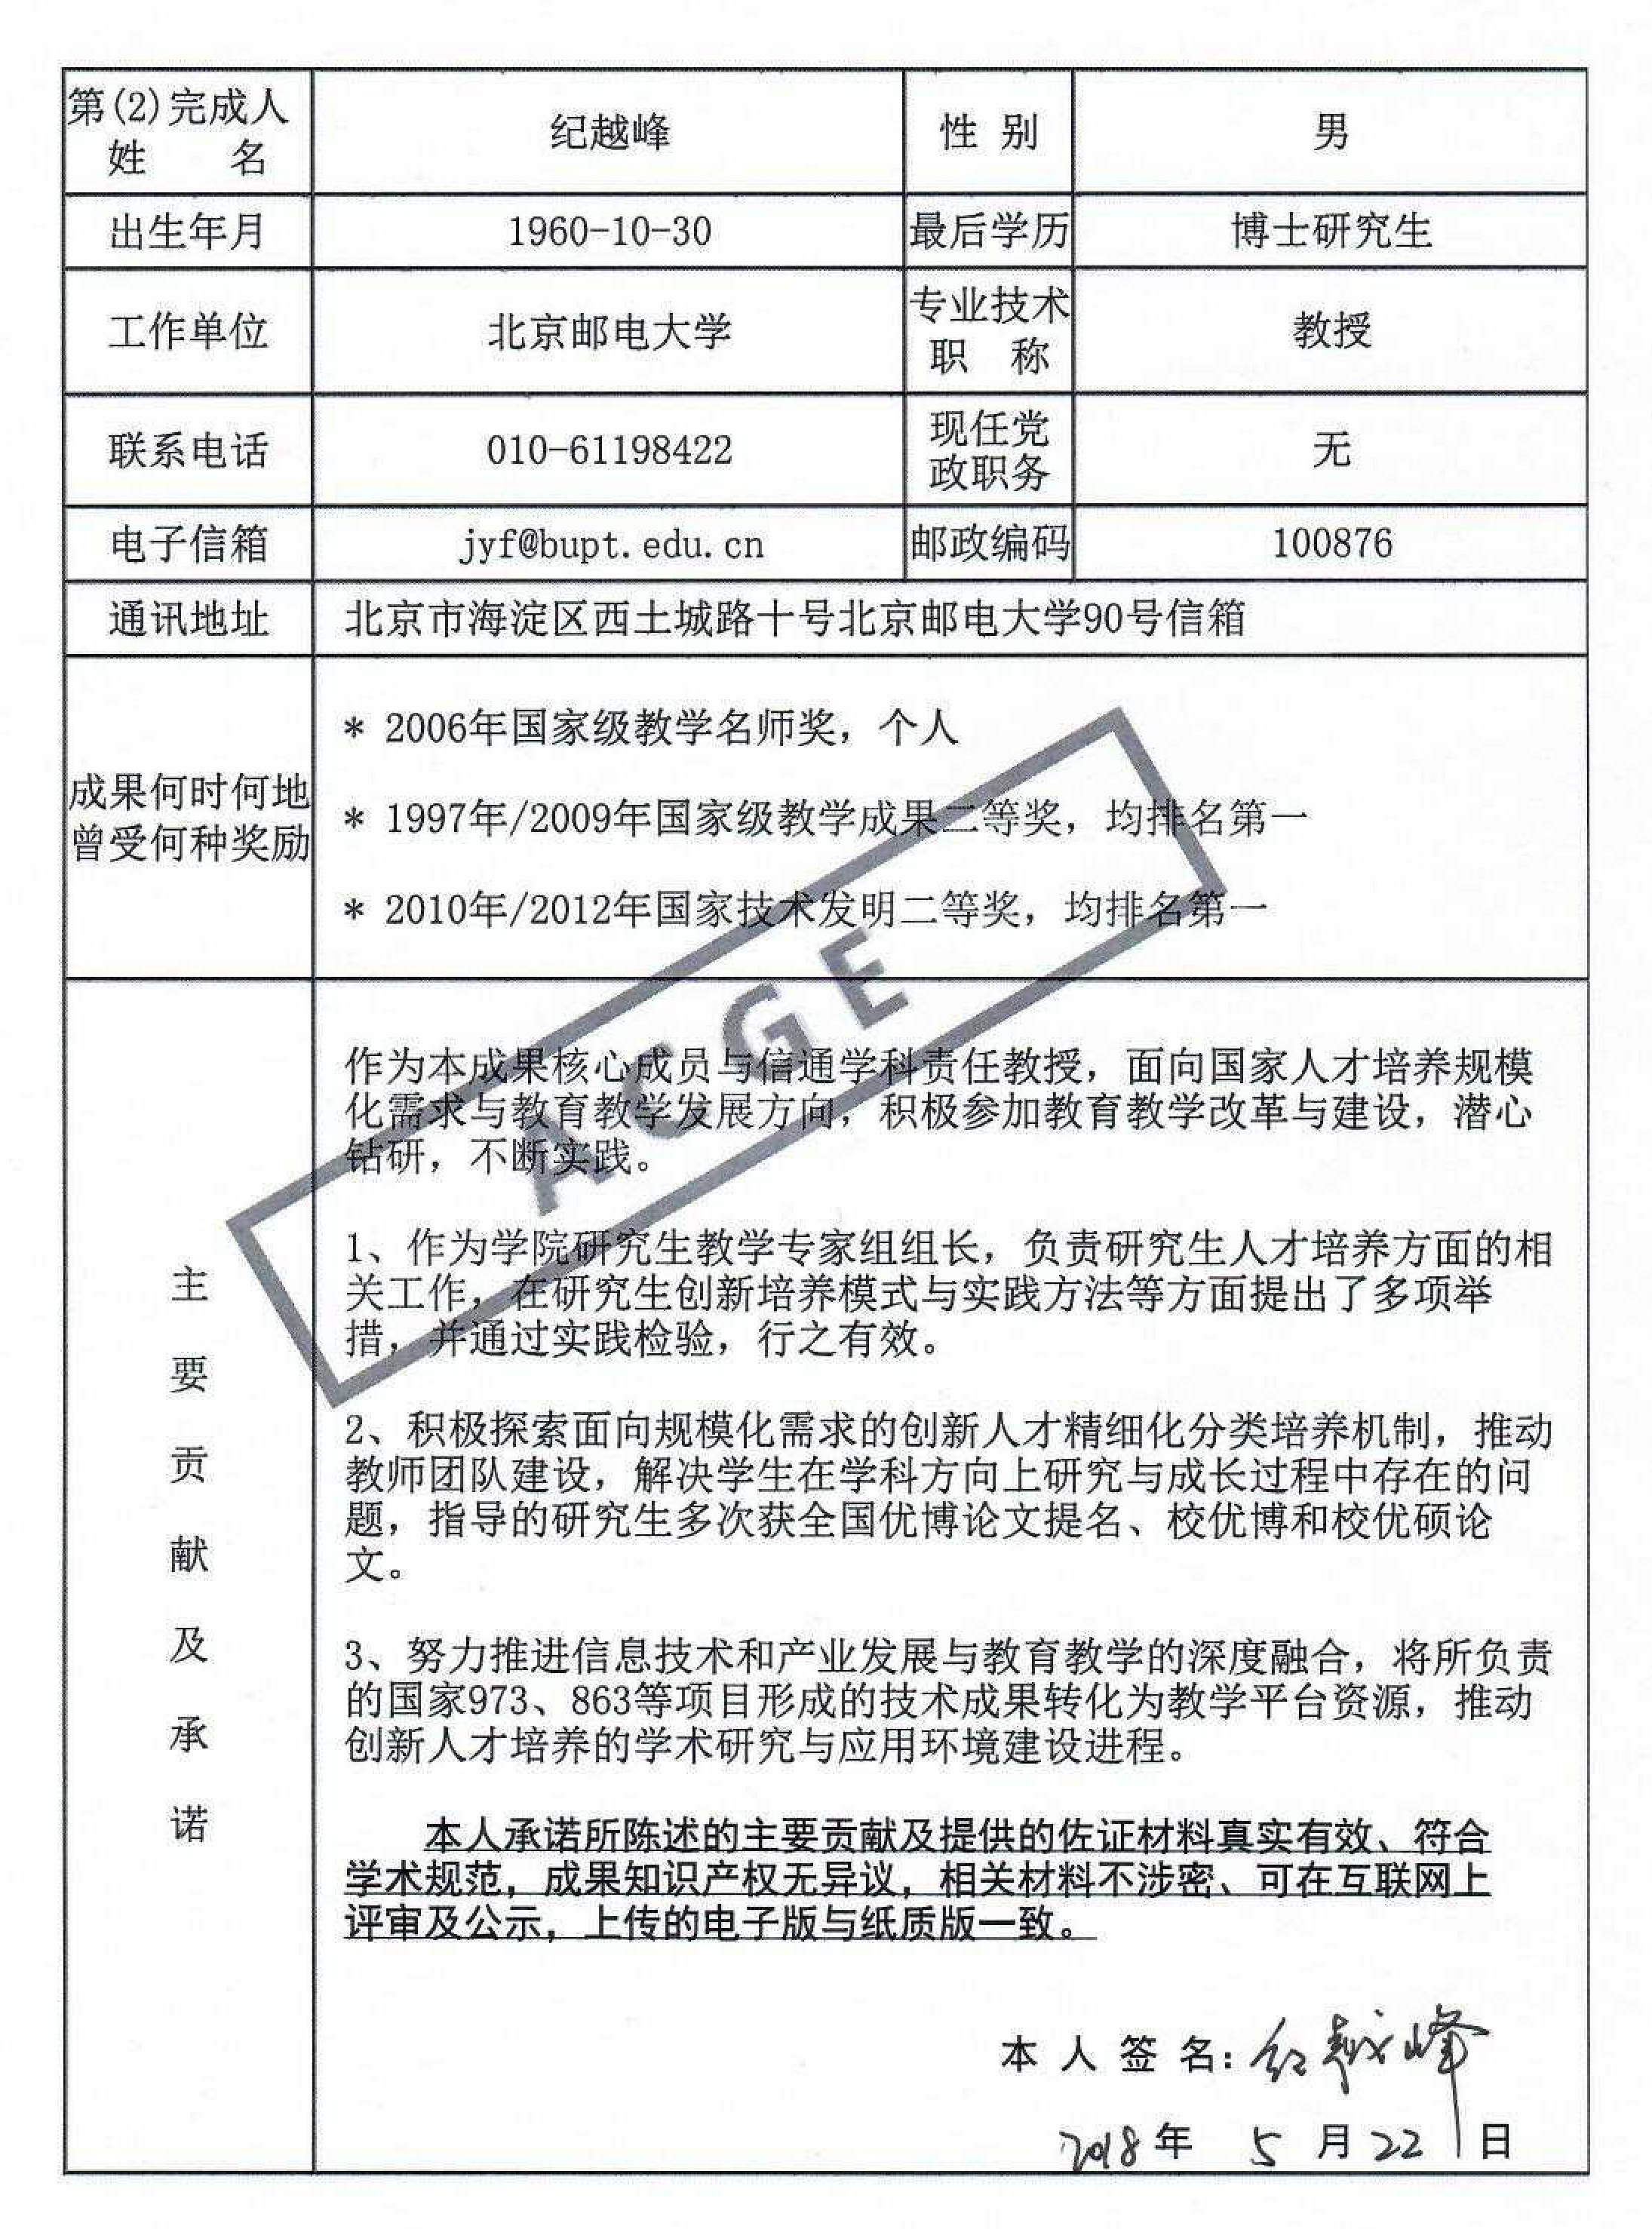 第(2)完成人 纪越峰 性 别 男
姓 名
出生年月 1960-10-30 最后学历 博士研究生
工作单位 北京邮电大学 专业技术 教授
职 称
联系电话 010-61198422 现任党 无
政职务
电子信箱 jyf@bupt.edu.cn 邮政编码 100876
通讯地址 北京市海淀区西土城路十号北京邮电大学90号信箱
成果何时何地
曾受何种奖励
* 2006年国家级教学名师奖，个人
* 1997年/2009年国家级教学成果二等奖，均排名第一
* 2010年/2012年国家技术发明二等奖，均排名第一
ACGE
主
要
贡
献
及
承
诺
作为本成果核心成员与信通学科责任教授，面向国家人才培养规模
化需求与教育教学发展方向，积极参加教育教学改革与建设，潜心
钻研，不断实践。
1、作为学院研究生教学专家组组长，负责研究生人才培养方面的相
关工作，在研究生创新培养模式与实践方法等方面提出了多项举
措，并通过实践检验，行之有效。
2、积极探索面向规模化需求的创新人才精细化分类培养机制，推动
教师团队建设，解决学生在学科方向上研究与成长过程中存在的问
题，指导的研究生多次获全国优博论文提名、校优博和校优硕论
文。
3、努力推进信息技术和产业发展与教育教学的深度融合，将所负责
的国家973、863等项目形成的技术成果转化为教学平台资源，推动
创新人才培养的学术研究与应用环境建设进程。
本人承诺所陈述的主要贡献及提供的佐证材料真实有效、符合
学术规范，成果知识产权无异议，相关材料不涉密、可在互联网上
评审及公示，上传的电子版与纸质版一致。
本 人 签 名：纪越峰
2018 年 5 月 22 日